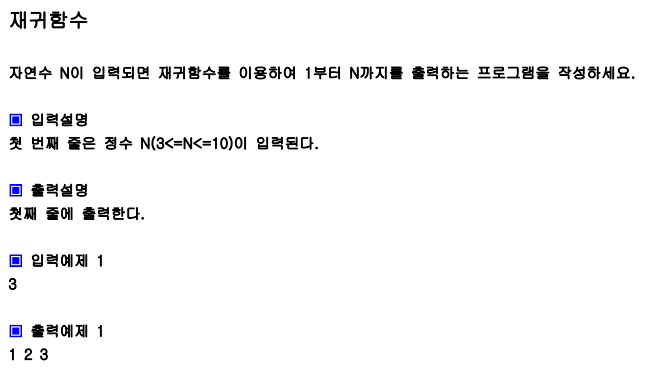 재귀함수
자연수 N이 입력되면 재귀함수를 이용하여 1부터 N까지를 출력하는 프로그램을 작성하세요.
▣ 입력설명
첫 번째 줄은 정수 N(3<=N<=10)이 입력된다.
▣ 출력설명
첫째 줄에 출력한다.
▣ 입력예제 1
3
▣ 출력예제 1
1 2 3